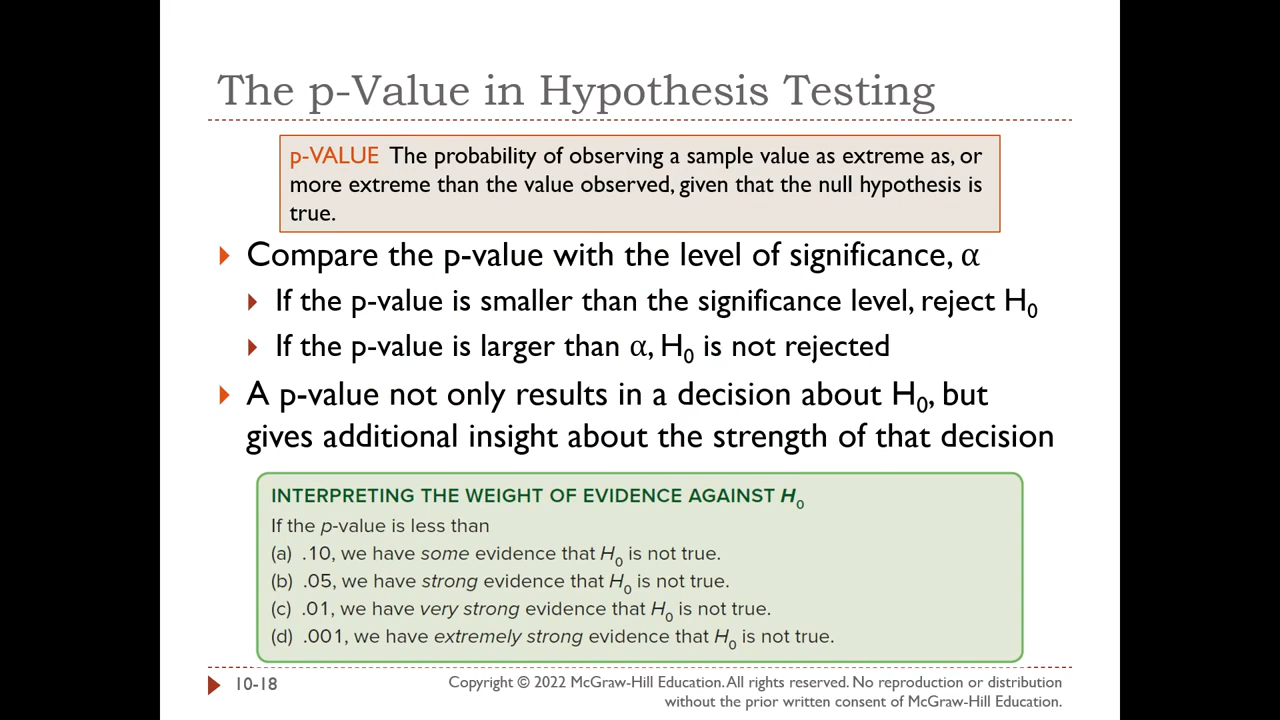 The p-Value in Hypothesis Testing
p-VALUE The probability of observing a sample value as extreme as, or
more extreme than the value observed, given that the null hypothesis is
true.
Compare the p-value with the level of significance, α
If the p-value is smaller than the significance level, reject H₀
If the p-value is larger than α, H₀ is not rejected
A p-value not only results in a decision about H₀, but
gives additional insight about the strength of that decision
INTERPRETING THE WEIGHT OF EVIDENCE AGAINST H₀
If the p-value is less than
(a) .10, we have some evidence that H₀ is not true.
(b) .05, we have strong evidence that H₀ is not true.
(c) .01, we have very strong evidence that H₀ is not true.
(d) .001, we have extremely strong evidence that H₀ is not true.
10-18
Copyright © 2022 McGraw-Hill Education. All rights reserved. No reproduction or distribution
without the prior written consent of McGraw-Hill Education.